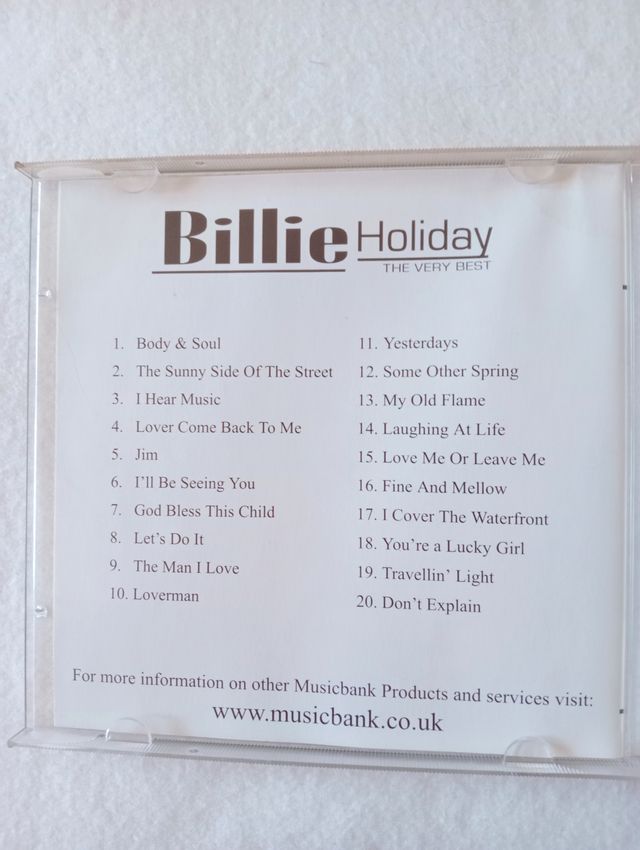 Billie Holiday
THE VERY BEST
1. Body & Soul
2. The Sunny Side Of The Street
3. I Hear Music
4. Lover Come Back To Me
5. Jim
6. I'll Be Seeing You
7. God Bless This Child
8. Let's Do It
9. The Man I Love
10. Loverman
11. Yesterdays
12. Some Other Spring
13. My Old Flame
14. Laughing At Life
15. Love Me Or Leave Me
16. Fine And Mellow
17. I Cover The Waterfront
18. You're a Lucky Girl
19. Travellin' Light
20. Don't Explain
For more information on other Musicbank Products and services visit:
www.musicbank.co.uk